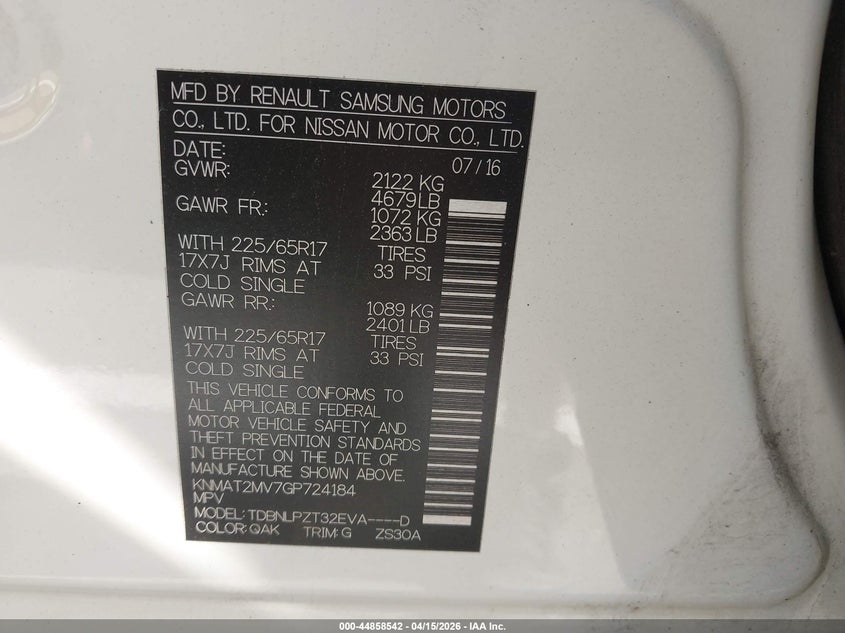 MFD BY RENAULT SAMSUNG MOTORS
CO., LTD. FOR NISSAN MOTOR CO., LTD.
DATE: 07/16
GVWR: 2122 KG
4679LB
GAWR FR.: 1072 KG
2363 LB
WITH 225/65R17 TIRES
17X7J RIMS AT 33 PSI
COLD SINGLE
GAWR RR.: 1089 KG
2401 LB
WITH 225/65R17 TIRES
17X7J RIMS AT 33 PSI
COLD SINGLE
THIS VEHICLE CONFORMS TO
ALL APPLICABLE FEDERAL
MOTOR VEHICLE SAFETY AND
THEFT PREVENTION STANDARDS
IN EFFECT ON THE DATE OF
MANUFACTURE SHOWN ABOVE.
KNMAT2MV7GP724184
MPV
MODEL: TDBNLPZT32EVA----D
COLOR: QAK TRIM: G ZS30A
000-44858542 - 04/15/2026 - IAA Inc.